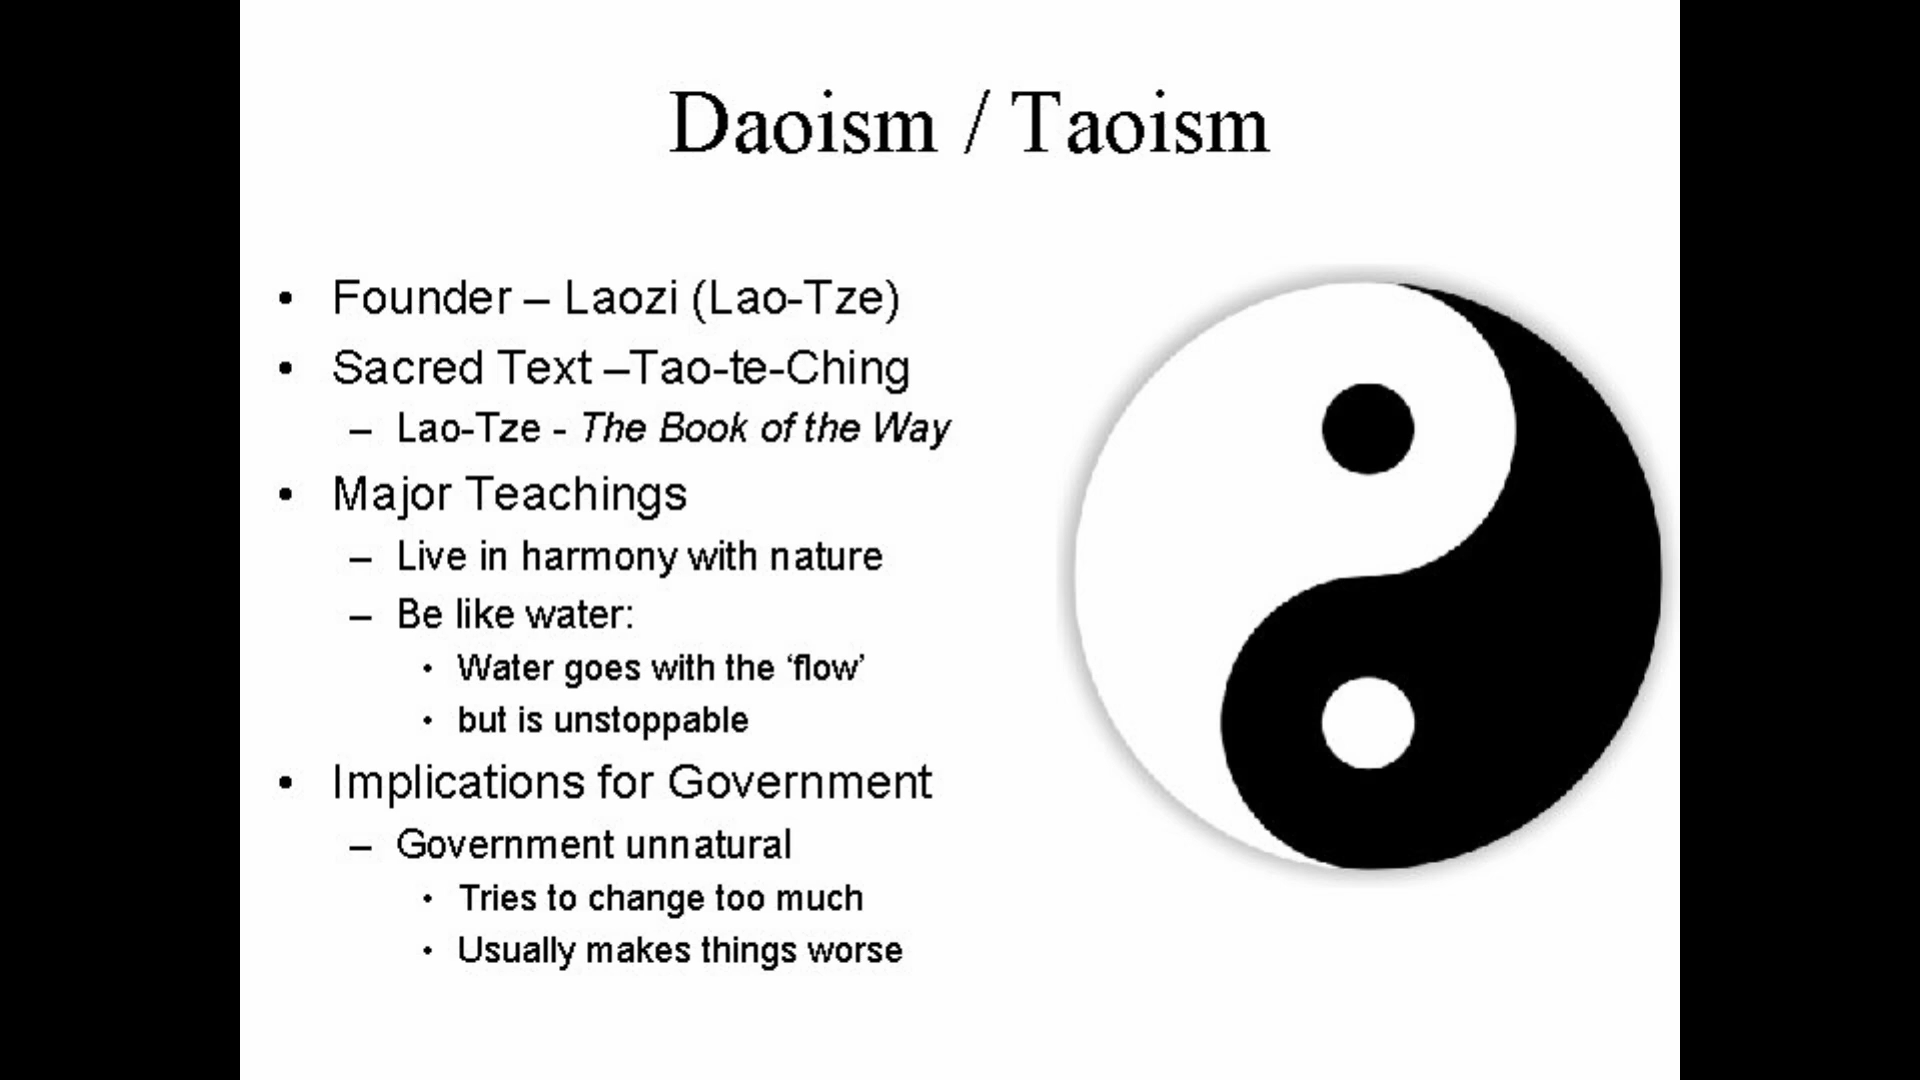 Daoism / Taoism
• Founder – Laozi (Lao-Tze)
• Sacred Text –Tao-te-Ching
– Lao-Tze - The Book of the Way
• Major Teachings
– Live in harmony with nature
– Be like water:
• Water goes with the ‘flow’
• but is unstoppable
• Implications for Government
– Government unnatural
• Tries to change too much
• Usually makes things worse